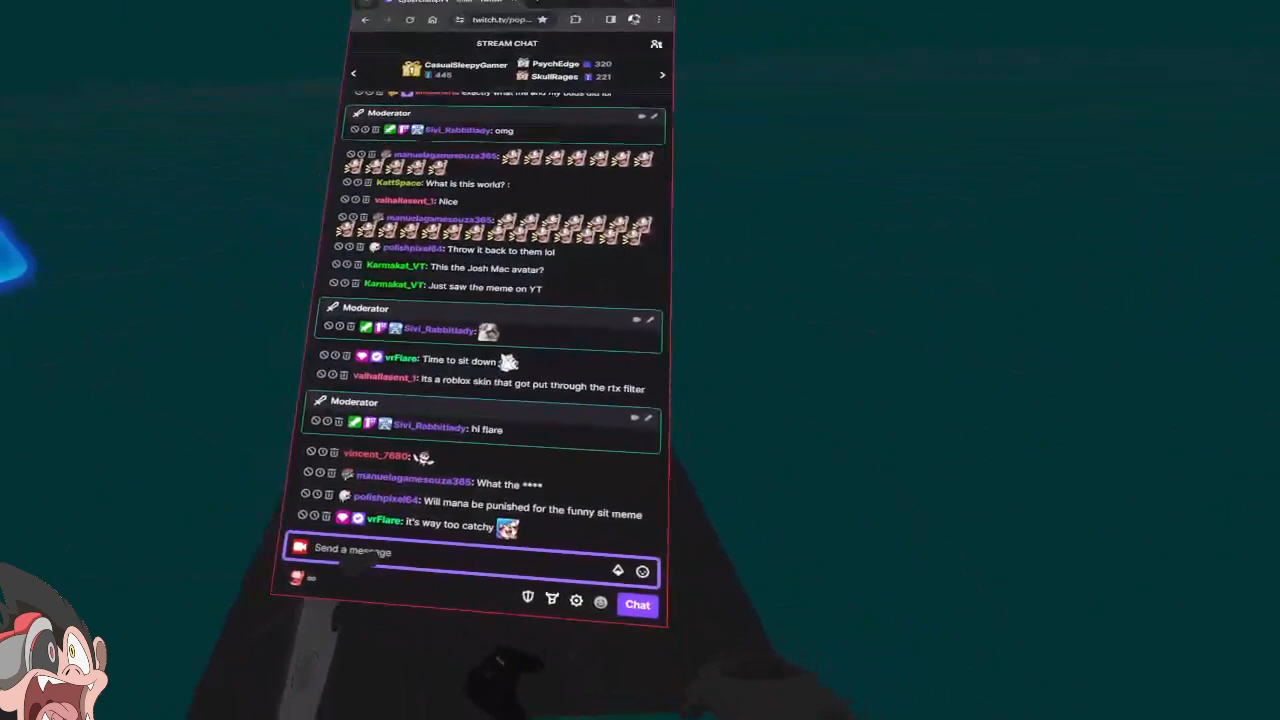 twitch.tv/pop...
STREAM CHAT
CasualSleepyGamer
445
PsychEdge 320
SkullRages 221
exactly what me and my buds did lol
Moderator
Sivi_Rabbitlady: omg
manuelagamesouza365:
KattSpace: What is this world? :
valhallasent_1: Nice
manuelagamesouza365:
polishpixel64: Throw it back to them lol
Karmakat_VT: This the Josh Mac avatar?
Karmakat_VT: Just saw the meme on YT
Moderator
Sivi_Rabbitlady:
vrFlare: Time to sit down
valhallasent_1: Its a roblox skin that got put through the rtx filter
Moderator
Sivi_Rabbitlady: hi flare
vincent_7680:
manuelagamesouza365: What the ****
polishpixel64: Will mana be punished for the funny sit meme
vrFlare: it's way too catchy
Send a message
∞
Chat